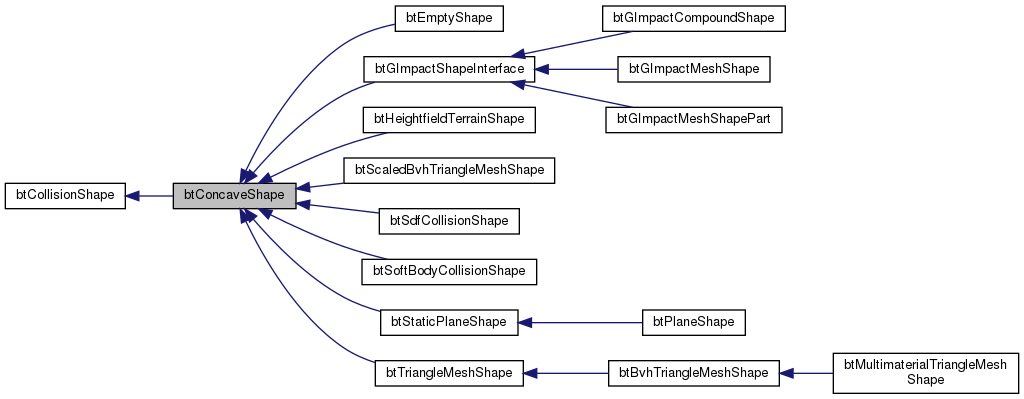 btEmptyShape
btGImpactCompoundShape
btGImpactShapeInterface
btGImpactMeshShape
btGImpactMeshShapePart
btHeightfieldTerrainShape
btScaledBvhTriangleMeshShape
btCollisionShape
btConcaveShape
btSdfCollisionShape
btSoftBodyCollisionShape
btStaticPlaneShape
btPlaneShape
btTriangleMeshShape
btBvhTriangleMeshShape
btMultimaterialTriangleMesh
Shape